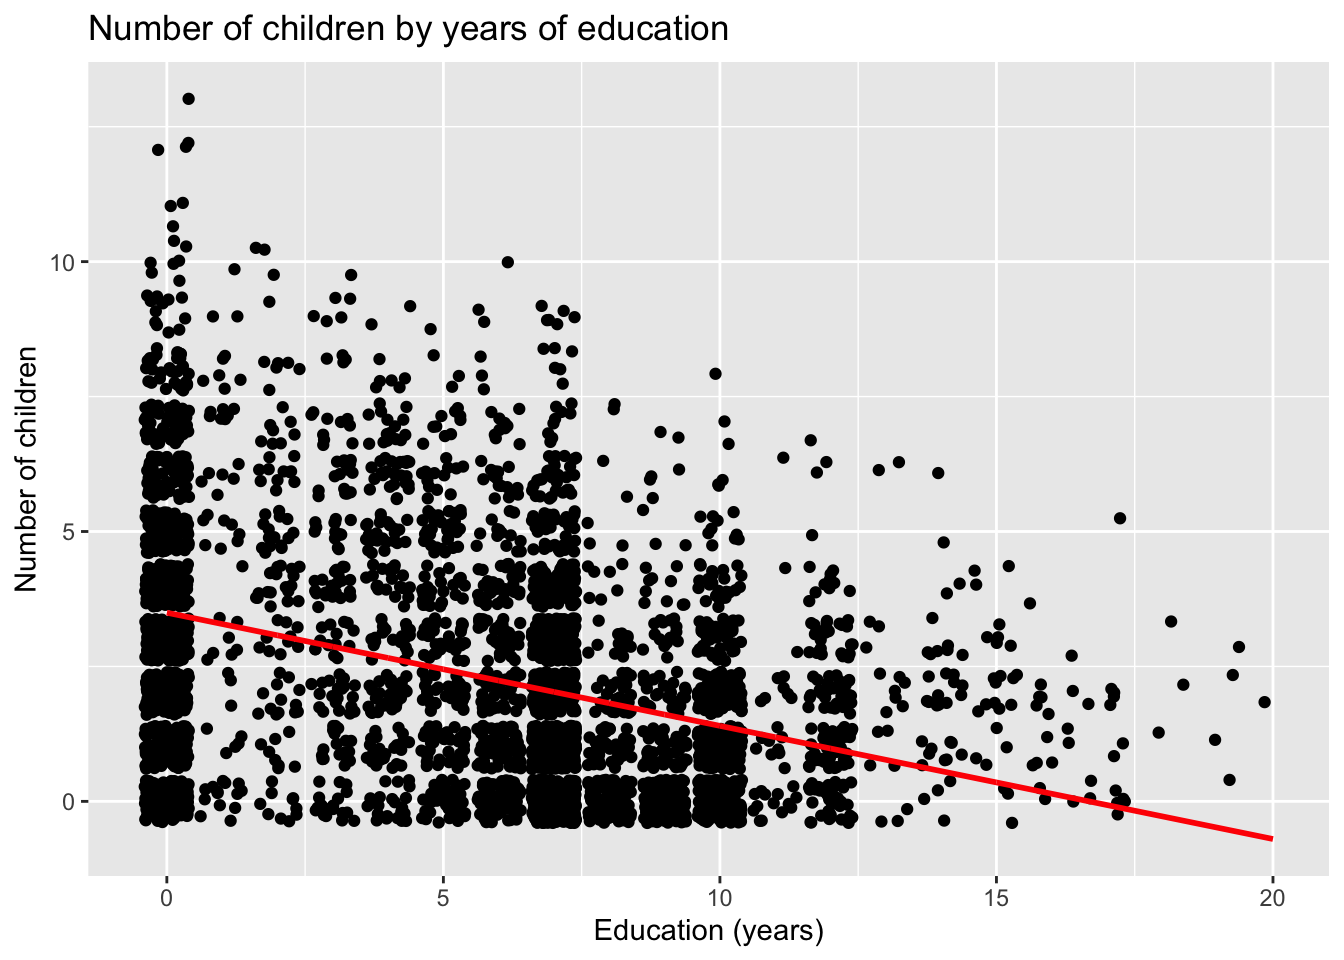 Number of children by years of education
Number of children
10
5
0
0 5 10 15 20
Education (years)